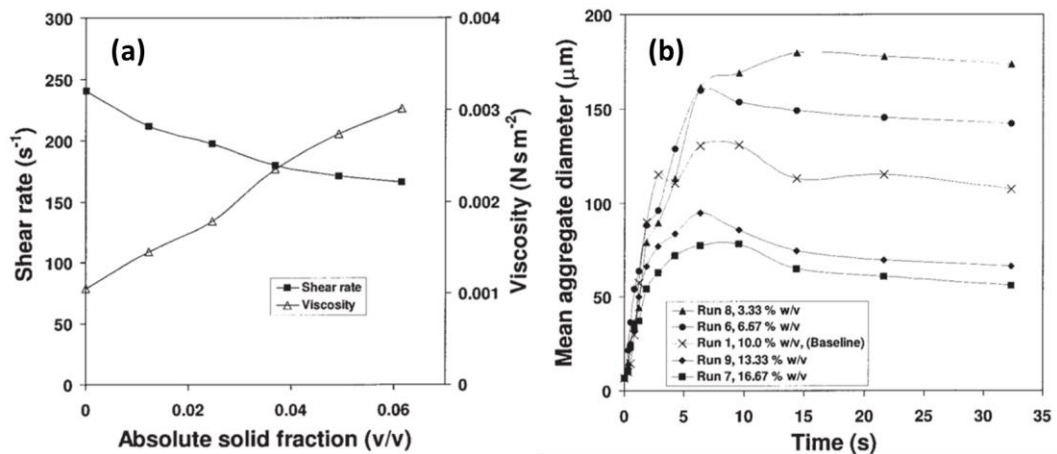 (a)
300
250
200
150
100
50
0
Shear rate (s⁻¹)
0.004
0.003
0.002
0.001
0
Viscosity (N s m⁻²)
Shear rate
Viscosity
0
0.02
0.04
0.06
Absolute solid fraction (v/v)
(b)
200
150
100
50
0
Mean aggregate diameter (μm)
Run 8, 3.33 % w/v
Run 6, 6.67 % w/v
Run 1, 10.0 % w/v, (Baseline)
Run 9, 13.33 % w/v
Run 7, 16.67 % w/v
0
5
10
15
20
25
30
35
Time (s)